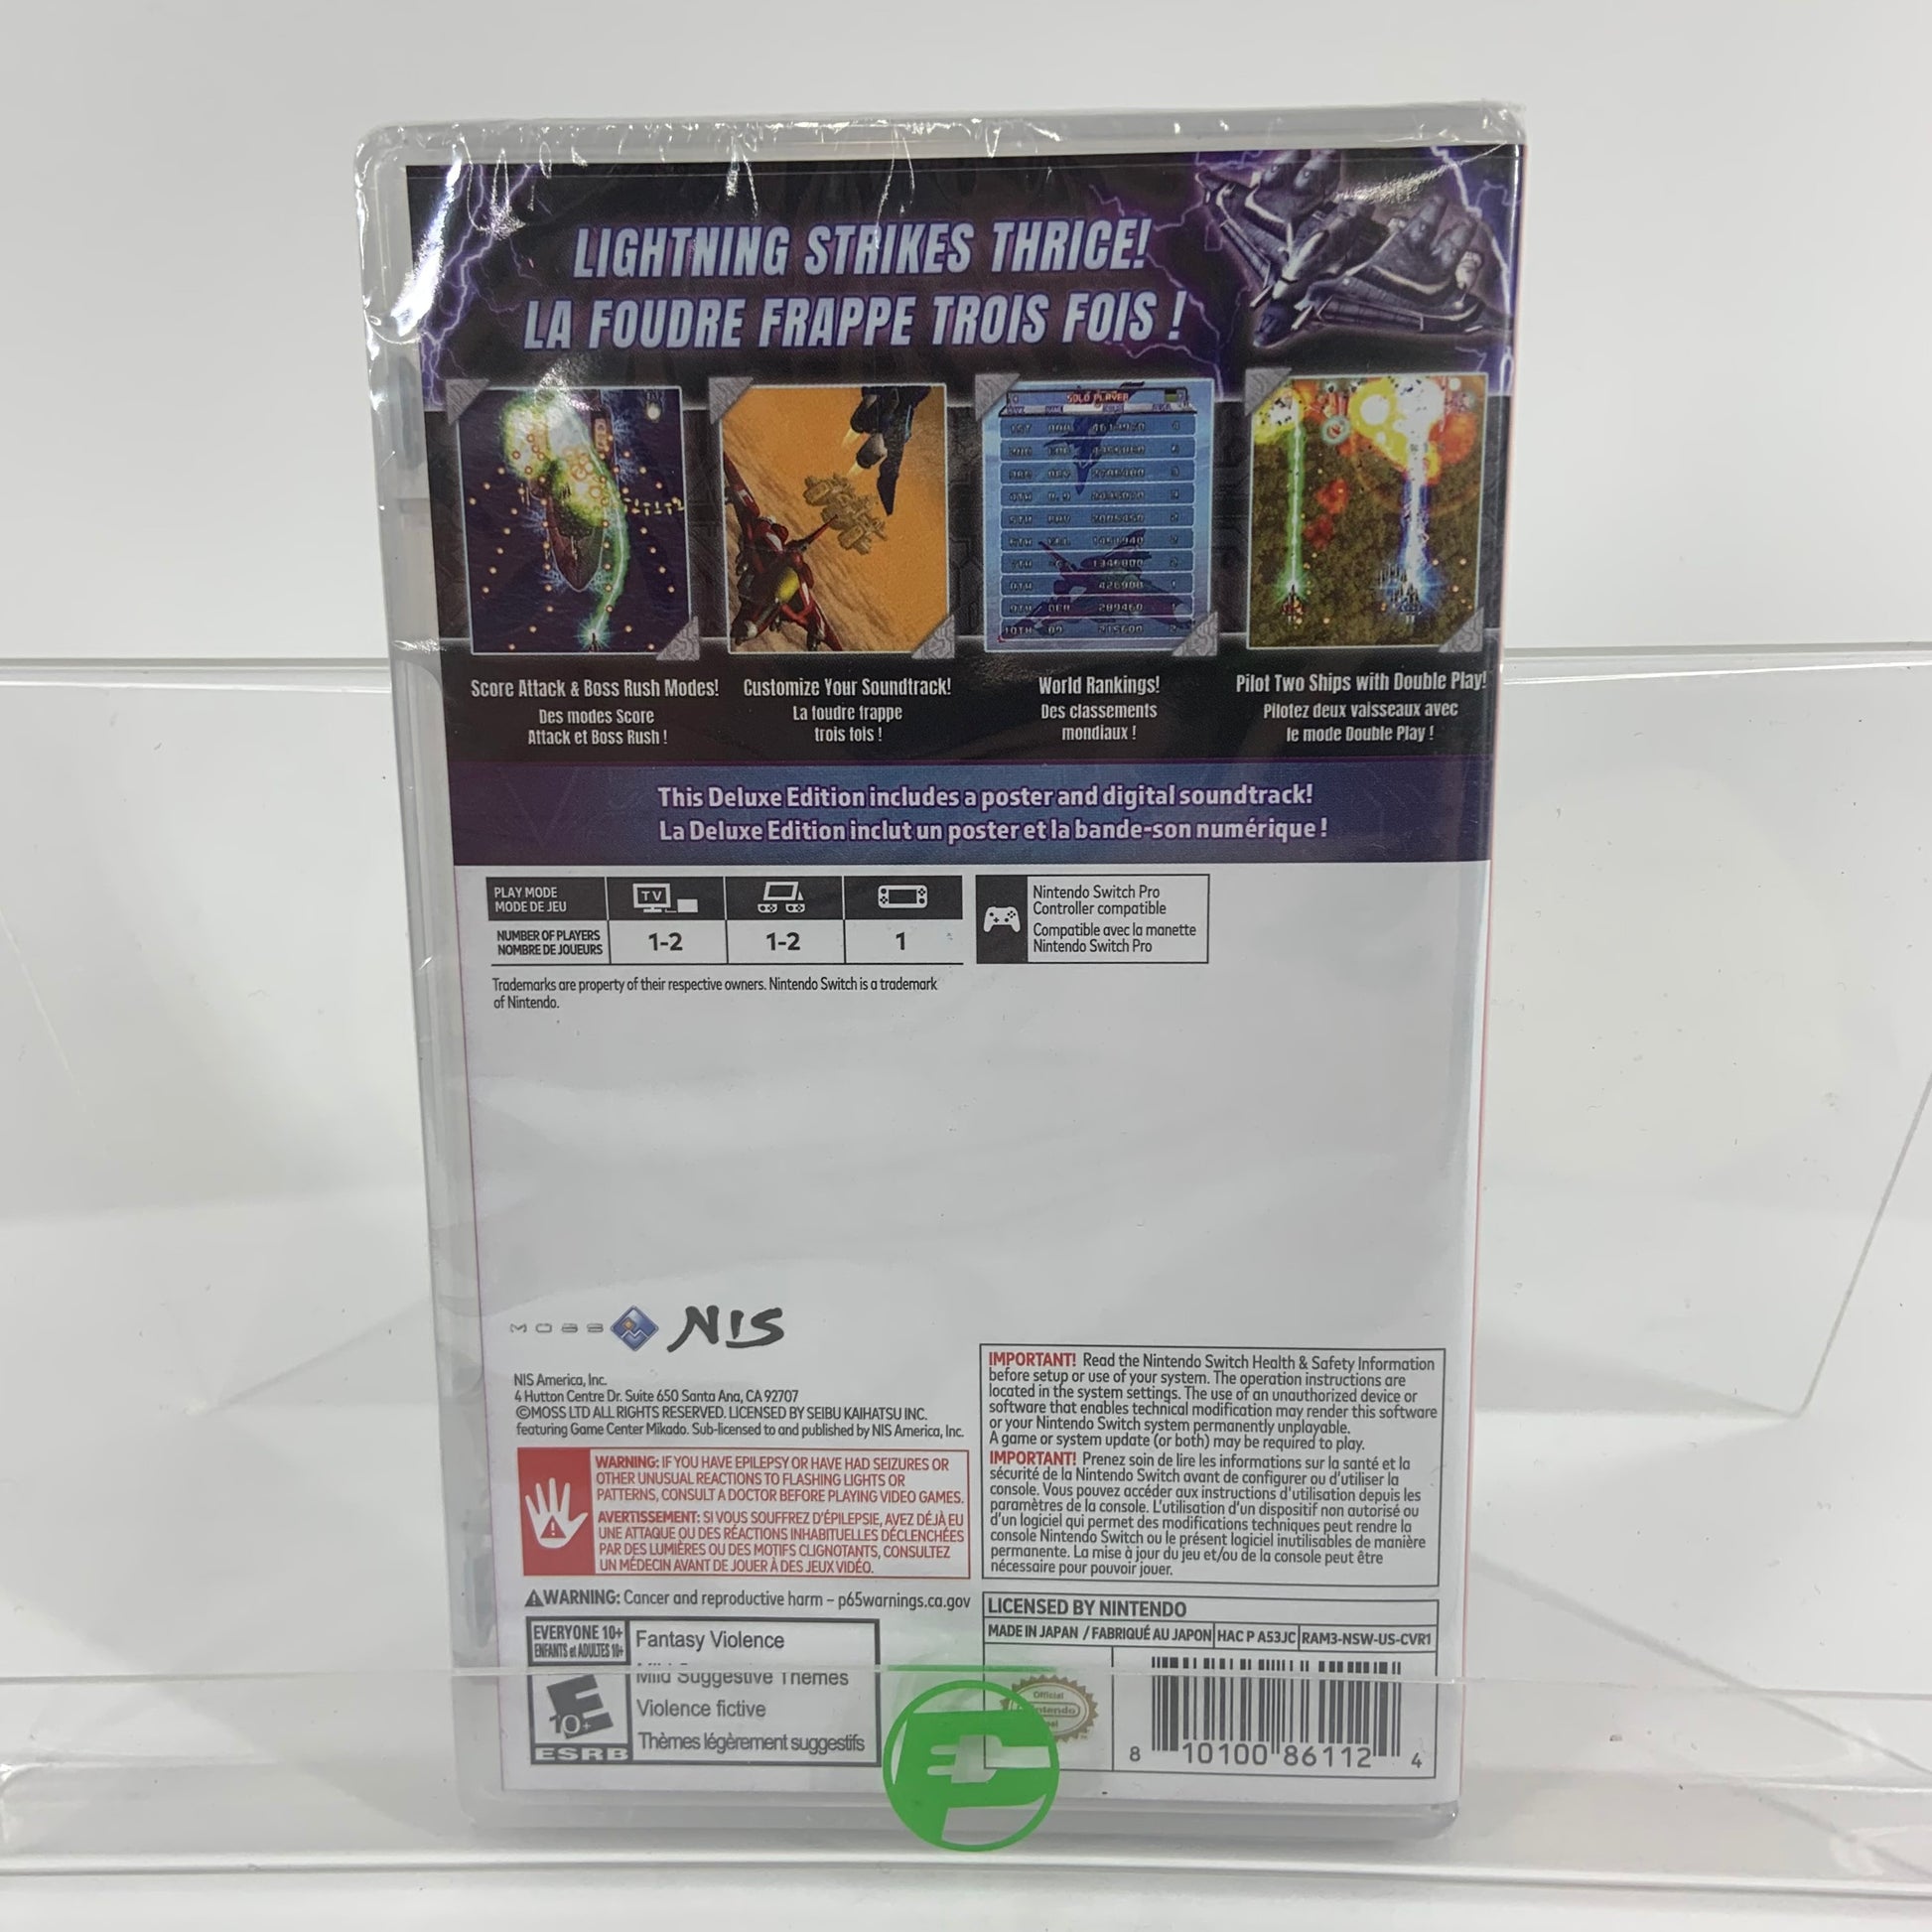 LIGHTNING STRIKES THRICE!
LA FOUDRE FRAPPE TROIS FOIS !
SOLO PLAYER
Score Attack & Boss Rush Modes!
Des modes Score
Attack et Boss Rush !
Customize Your Soundtrack!
La foudre frappe
trois fois !
World Rankings!
Des classements
mondiaux !
Pilot Two Ships with Double Play!
Pilotez deux vaisseaux avec
le mode Double Play !
This Deluxe Edition includes a poster and digital soundtrack!
La Deluxe Edition inclut un poster et la bande-son numérique !
PLAY MODE
MODE DE JEU
TV
NUMBER OF PLAYERS
NOMBRE DE JOUEURS
1-2
1-2
1
Nintendo Switch Pro
Controller compatible
Compatible avec la manette
Nintendo Switch Pro
Trademarks are property of their respective owners. Nintendo Switch is a trademark
of Nintendo.
MOSS
NIS
NIS America, Inc.
4 Hutton Centre Dr. Suite 650 Santa Ana, CA 92707
©MOSS LTD ALL RIGHTS RESERVED. LICENSED BY SEIBU KAIHATSU INC.
featuring Game Center Mikado. Sub-licensed to and published by NIS America, Inc.
WARNING: IF YOU HAVE EPILEPSY OR HAVE HAD SEIZURES OR
OTHER UNUSUAL REACTIONS TO FLASHING LIGHTS OR
PATTERNS, CONSULT A DOCTOR BEFORE PLAYING VIDEO GAMES.
AVERTISSEMENT: SI VOUS SOUFFREZ D'ÉPILEPSIE, AVEZ DÉJÀ EU
UNE ATTAQUE OU DES RÉACTIONS INHABITUELLES DÉCLENCHÉES
PAR DES LUMIÈRES OU DES MOTIFS CLIGNOTANTS, CONSULTEZ
UN MÉDECIN AVANT DE JOUER À DES JEUX VIDÉO.
WARNING: Cancer and reproductive harm – p65warnings.ca.gov
IMPORTANT! Read the Nintendo Switch Health & Safety Information
before setup or use of your system. The operation instructions are
located in the system settings. The use of an unauthorized device or
software that enables technical modification may render this software
or your Nintendo Switch system permanently unplayable.
A game or system update (or both) may be required to play.
IMPORTANT! Prenez soin de lire les informations sur la santé et la
sécurité de la Nintendo Switch avant de configurer ou d'utiliser la
console. Vous pouvez accéder aux instructions d'utilisation depuis les
paramètres de la console. L'utilisation d'un dispositif non autorisé ou
d'un logiciel qui permet des modifications techniques peut rendre la
console Nintendo Switch ou le présent logiciel inutilisables de manière
permanente. La mise à jour du jeu et/ou de la console peut être
nécessaire pour pouvoir jouer.
LICENSED BY NINTENDO
MADE IN JAPAN / FABRIQUÉ AU JAPON
HAC P A53JC
RAM3-NSW-US-CVR1
EVERYONE 10+
ENFANTS et ADULTES 10+
E
10+
ESRB
Fantasy Violence
Mild Suggestive Themes
Violence fictive
Thèmes légèrement suggestifs
Official
8 10100 86112 4